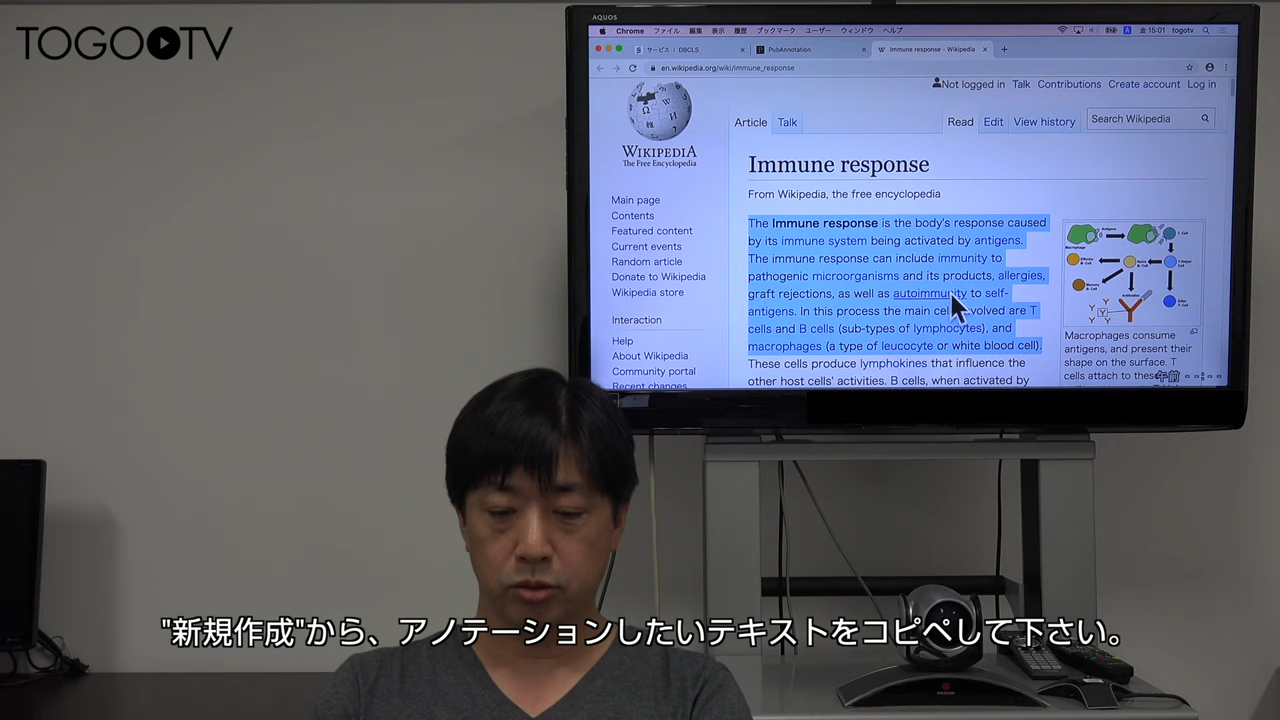 TOGO TV
AQUOS
Chrome ファイル 編集 表示 履歴 ブックマーク ユーザー ウィンドウ ヘルプ
金 15:01 togotv
サービス | DBCLS
PubAnnotation
Immune response - Wikipedia
en.wikipedia.org/wiki/Immune_response
Not logged in Talk Contributions Create account Log in
Article Talk Read Edit View history
Search Wikipedia
WIKIPEDIA
The Free Encyclopedia
Main page
Contents
Featured content
Current events
Random article
Donate to Wikipedia
Wikipedia store
Interaction
Help
About Wikipedia
Community portal
Recent changes
Immune response
From Wikipedia, the free encyclopedia
The Immune response is the body's response caused
by its immune system being activated by antigens.
The immune response can include immunity to
pathogenic microorganisms and its products, allergies,
graft rejections, as well as autoimmunity to self-
antigens. In this process the main cells involved are T
cells and B cells (sub-types of lymphocytes), and
macrophages (a type of leucocyte or white blood cell).
These cells produce lymphokines that influence the
other host cells' activities. B cells, when activated by
Macrophages consume
antigens, and present their
shape on the surface. T
cells attach to these
"新規作成"から、アノテーションしたいテキストをコピペして下さい。